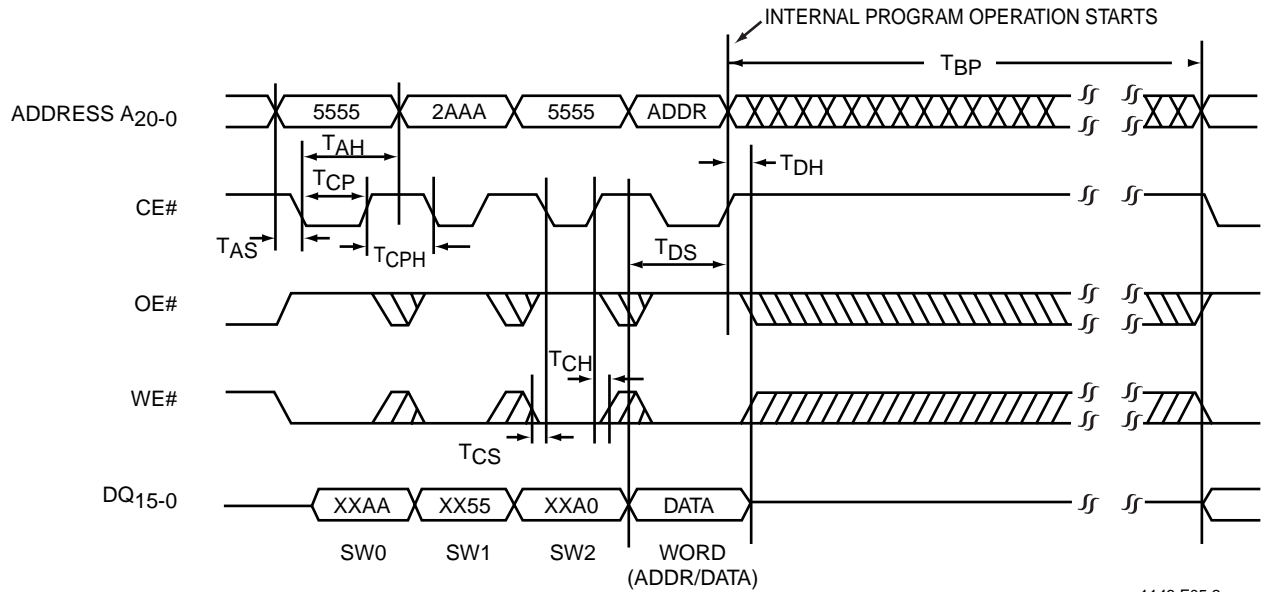 INTERNAL PROGRAM OPERATION STARTS
TBP
ADDRESS A20-0
5555
2AAA
5555
ADDR
TAH
TDH
TCP
CE#
TAS
TCPH
TDS
OE#
TCH
WE#
TCS
DQ15-0
XXAA
XX55
XXA0
DATA
SW0
SW1
SW2
WORD
(ADDR/DATA)